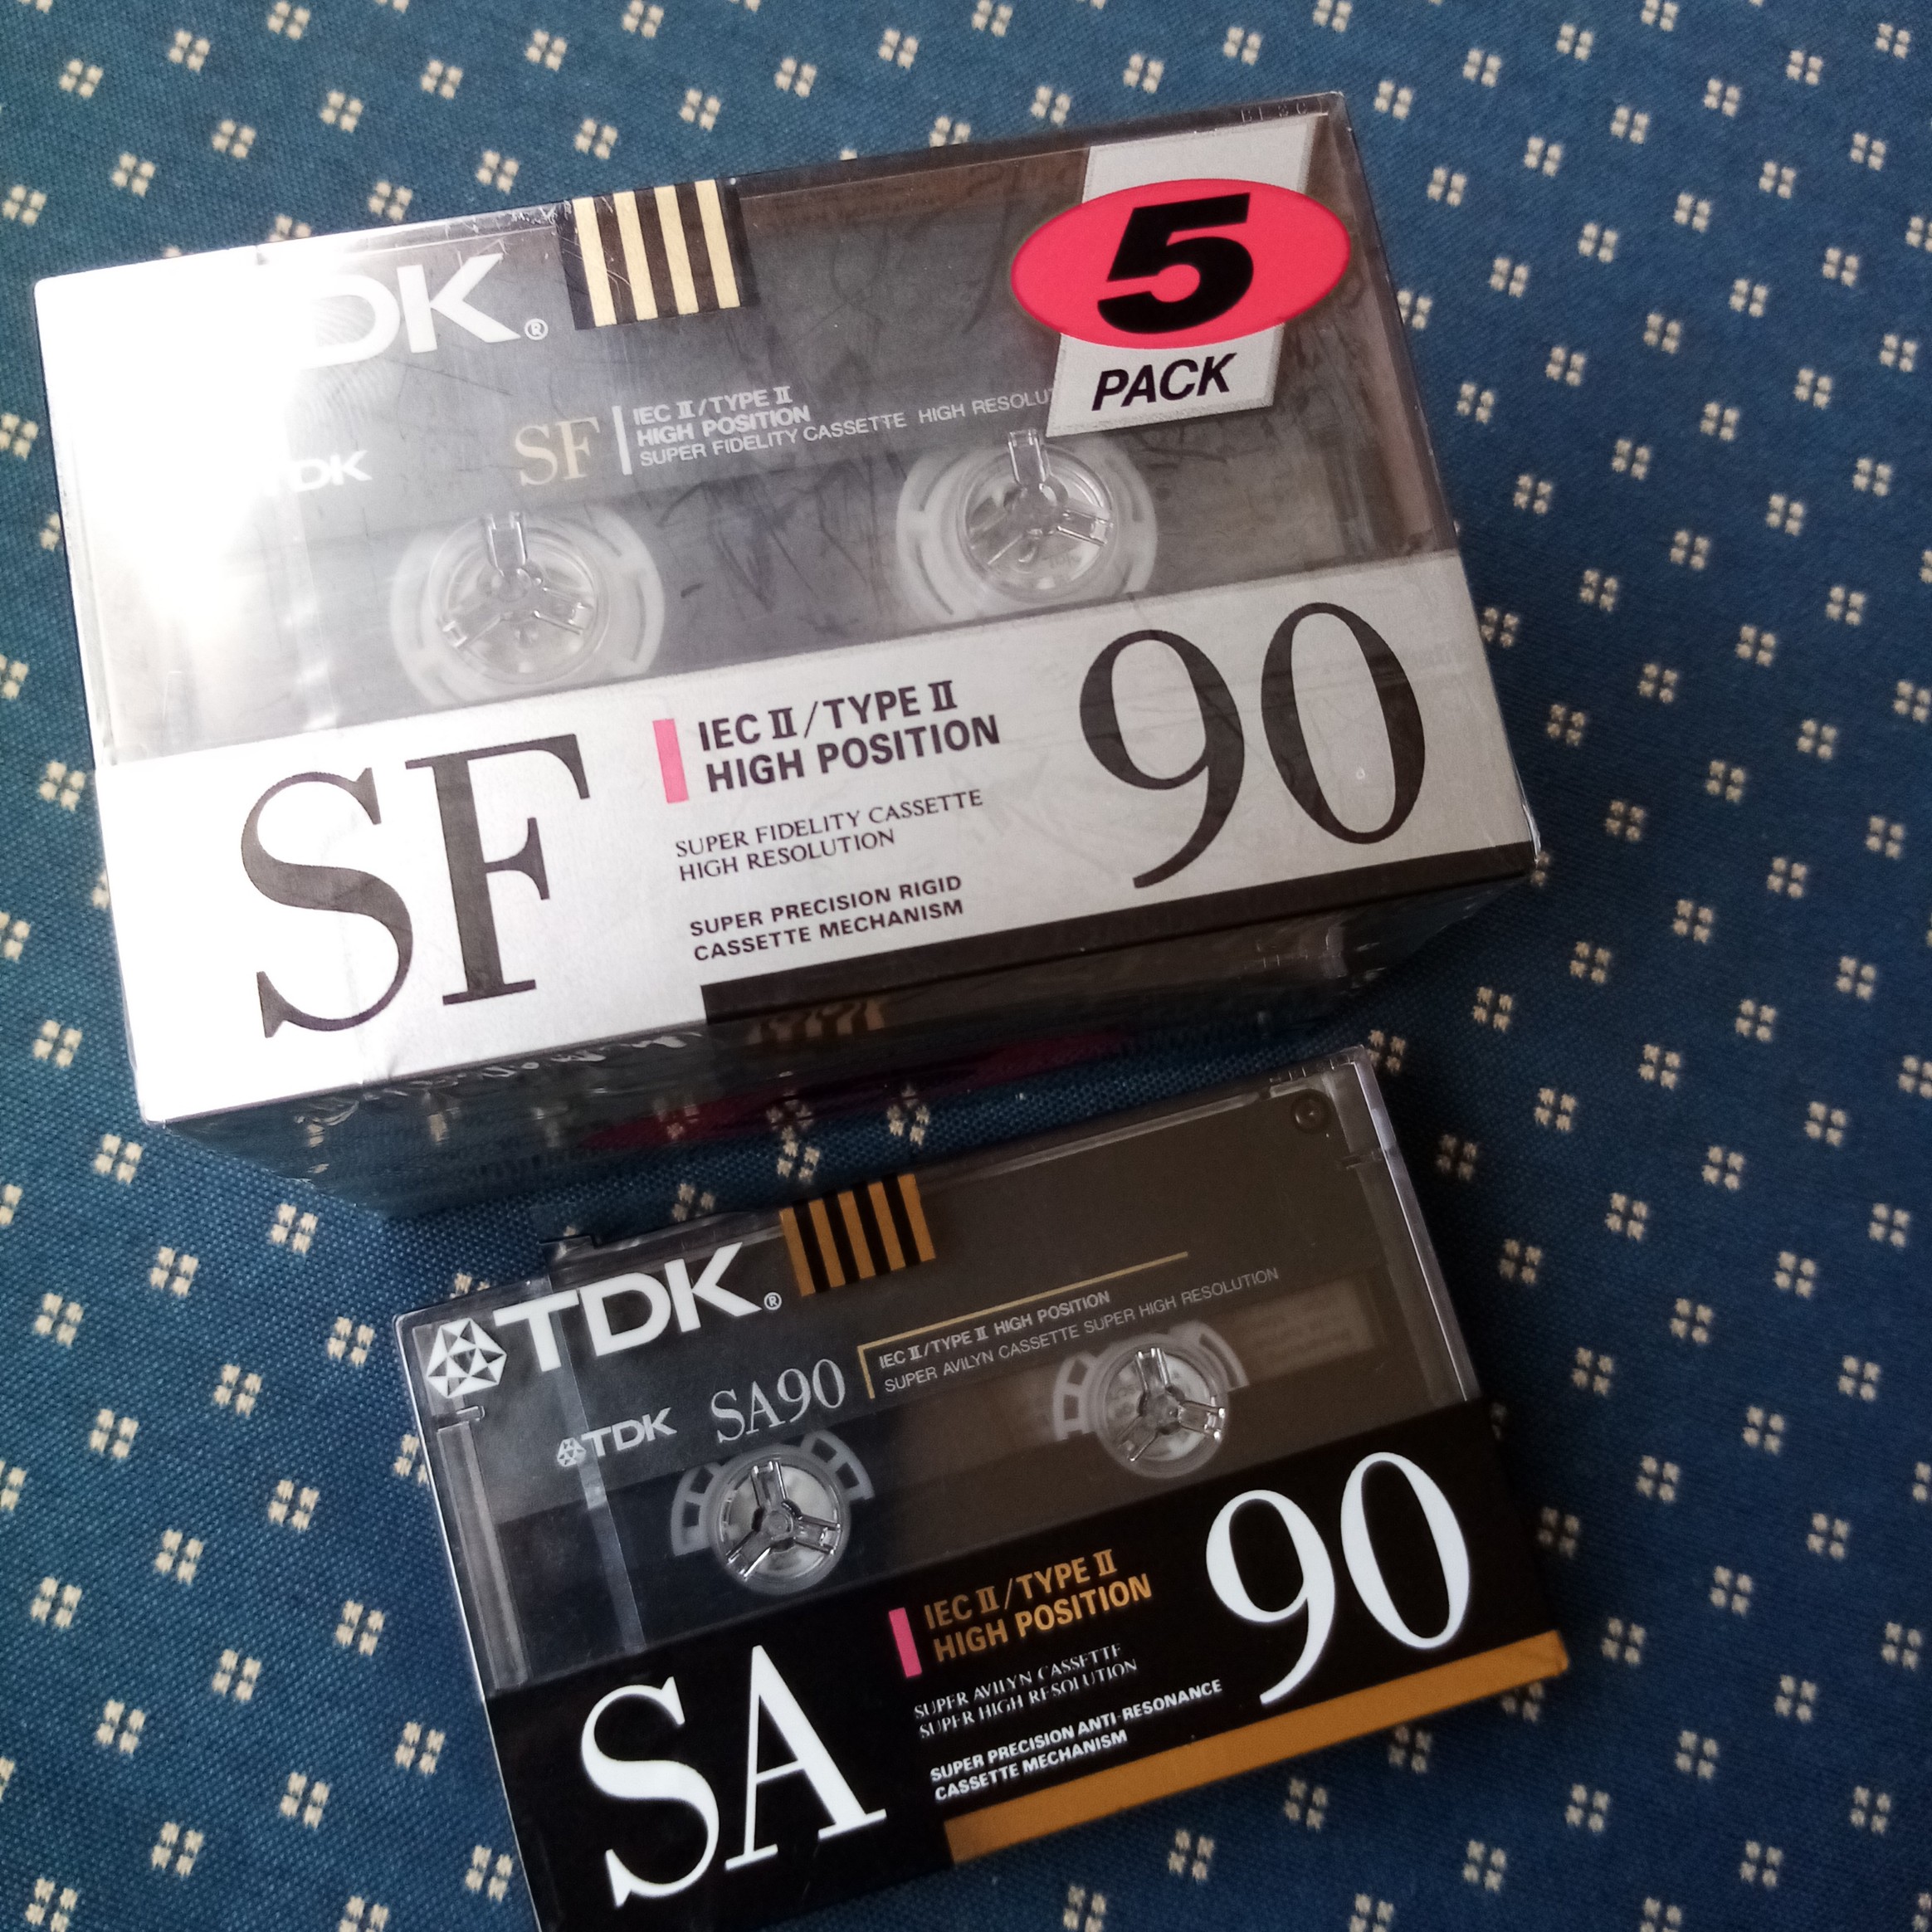 TDK®
5
PACK
TDK
SF
IEC II/TYPE II
HIGH POSITION
SUPER FIDELITY CASSETTE HIGH RESOLU
SF
IEC II/TYPE II
HIGH POSITION
SUPER FIDELITY CASSETTE
HIGH RESOLUTION
SUPER PRECISION RIGID
CASSETTE MECHANISM
90
TDK®
TDK
SA90
IEC II/TYPE II HIGH POSITION
SUPER AVILYN CASSETTE SUPER HIGH RESOLUTION
SA
IEC II/TYPE II
HIGH POSITION
SUPER AVILYN CASSETTE
SUPER HIGH RESOLUTION
SUPER PRECISION ANTI-RESONANCE
CASSETTE MECHANISM
90